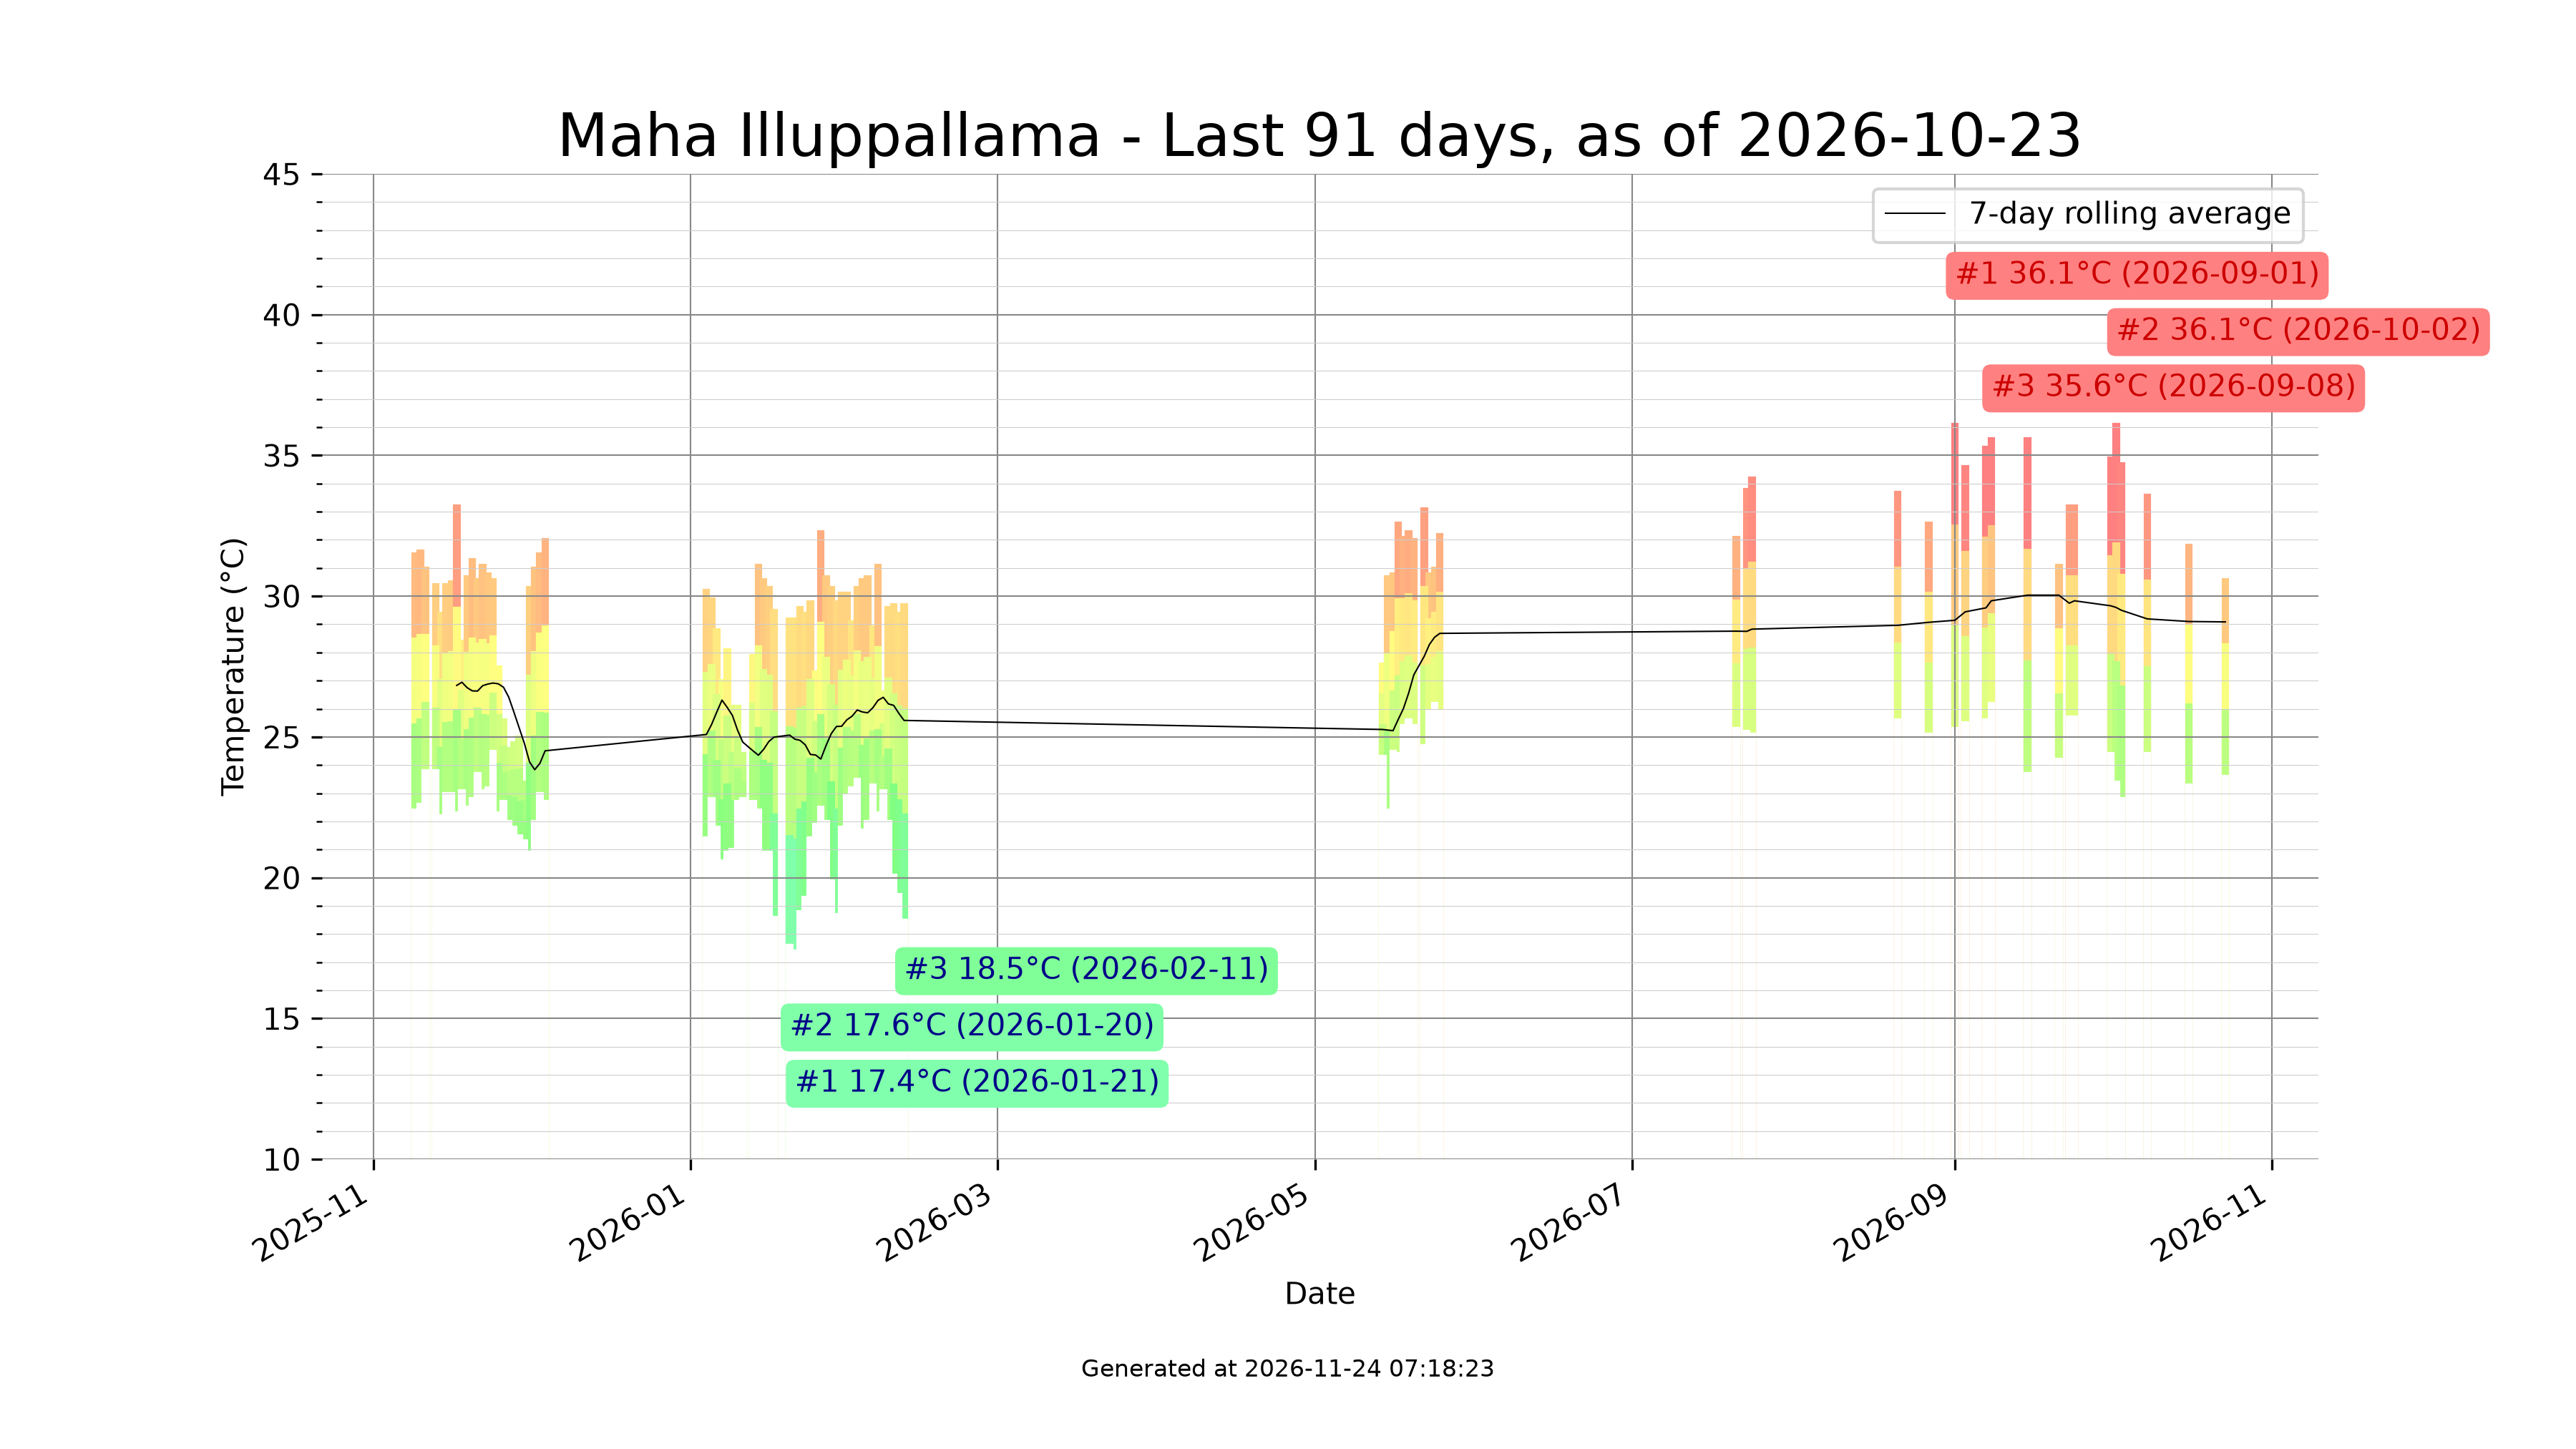 Maha Illuppallama - Last 91 days, as of 2026-10-23
45
40
35
30
25
20
15
10
Temperature (°C)
7-day rolling average
#1 36.1°C (2026-09-01)
#2 36.1°C (2026-10-02)
#3 35.6°C (2026-09-08)
#3 18.5°C (2026-02-11)
#2 17.6°C (2026-01-20)
#1 17.4°C (2026-01-21)
2025-11
2026-01
2026-03
2026-05
2026-07
2026-09
2026-11
Date
Generated at 2026-11-24 07:18:23